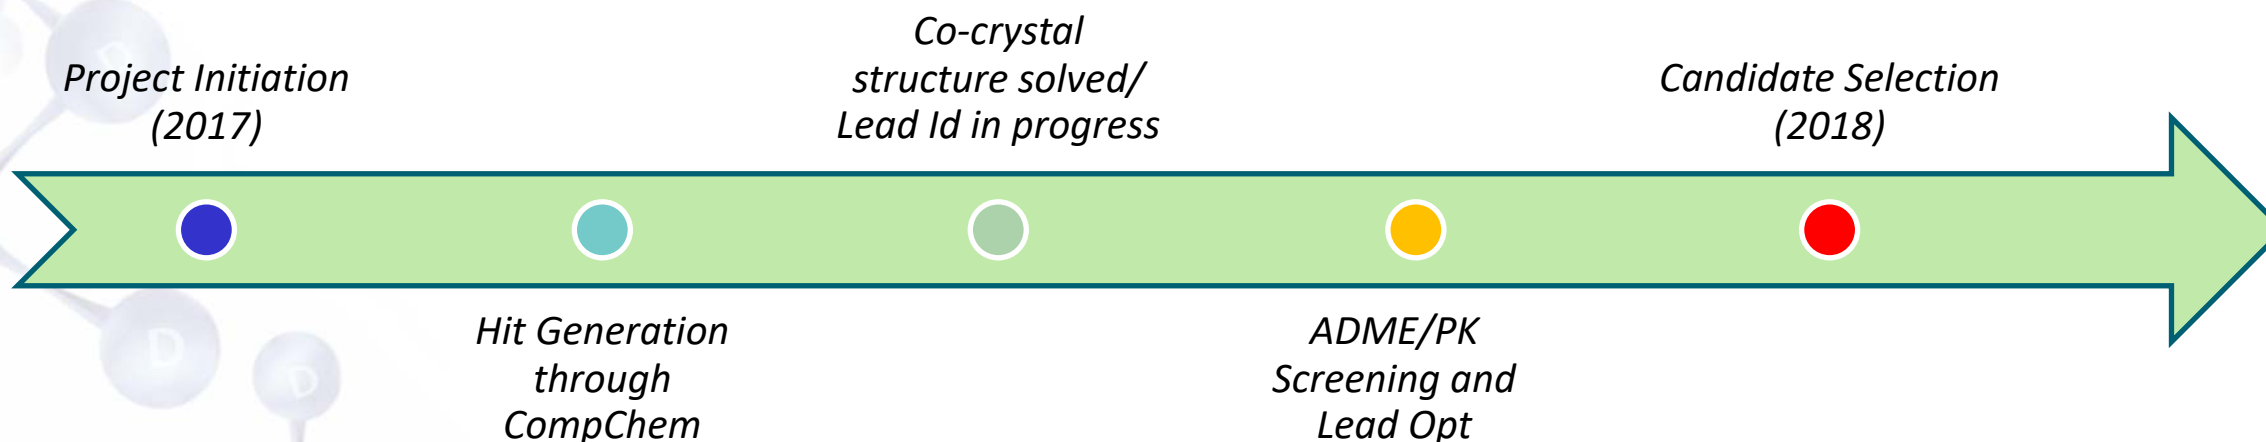 Project Initiation
(2017)
Hit Generation
through
CompChem
Co-crystal
structure solved/
Lead Id in progress
ADME/PK
Screening and
Lead Opt
Candidate Selection
(2018)
D
D
D